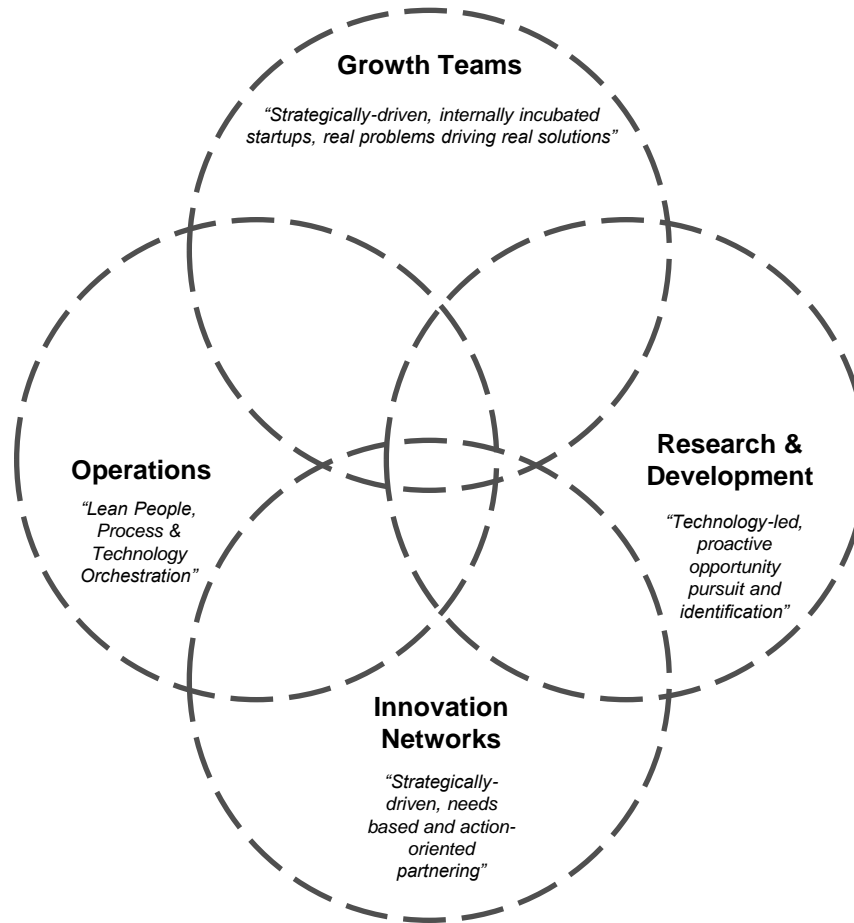 Growth Teams
“Strategically-driven, internally incubated
startups, real problems driving real solutions”
Operations
“Lean People,
Process &
Technology
Orchestration”
Research &
Development
“Technology-led,
proactive
opportunity
pursuit and
identification”
Innovation
Networks
“Strategically-
driven, needs
based and action-
oriented
partnering”